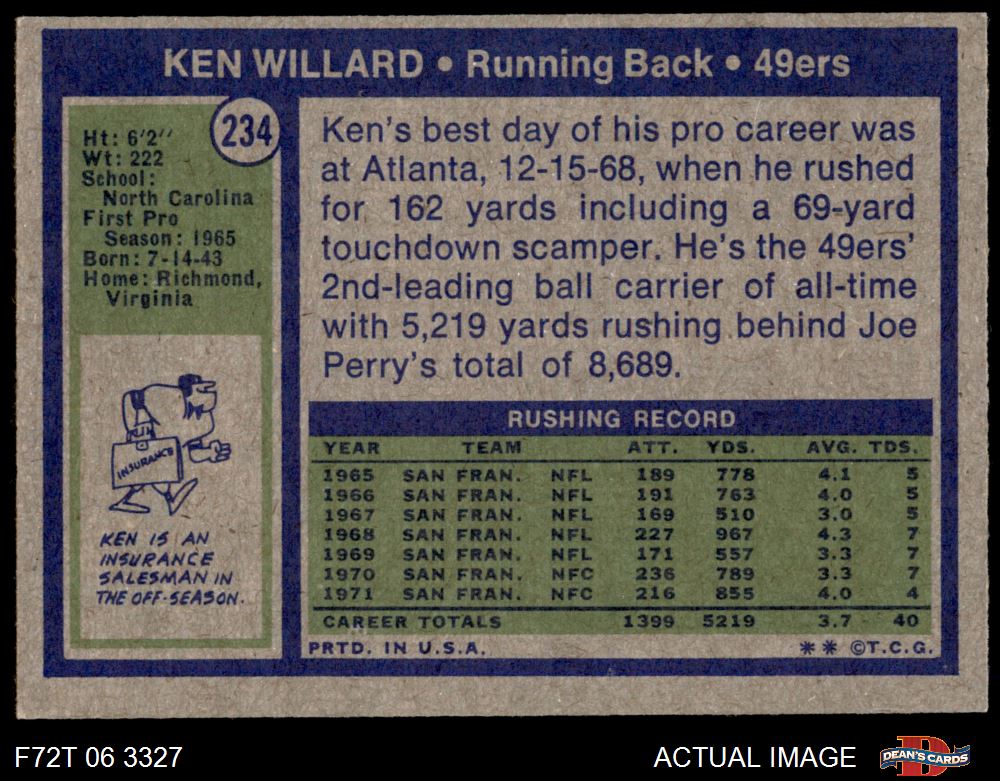 KEN WILLARD • Running Back • 49ers
234
Ht: 6'2''
Wt: 222
School:
North Carolina
First Pro
Season: 1965
Born: 7-14-43
Home: Richmond,
Virginia
INSURANCE
KEN IS AN
INSURANCE
SALESMAN IN
THE OFF-SEASON.
Ken's best day of his pro career was
at Atlanta, 12-15-68, when he rushed
for 162 yards including a 69-yard
touchdown scamper. He's the 49ers'
2nd-leading ball carrier of all-time
with 5,219 yards rushing behind Joe
Perry's total of 8,689.
RUSHING RECORD
YEAR TEAM ATT. YDS. AVG. TDS.
1965 SAN FRAN. NFL 189 778 4.1 5
1966 SAN FRAN. NFL 191 763 4.0 5
1967 SAN FRAN. NFL 169 510 3.0 5
1968 SAN FRAN. NFL 227 967 4.3 7
1969 SAN FRAN. NFL 171 557 3.3 7
1970 SAN FRAN. NFC 236 789 3.3 7
1971 SAN FRAN. NFC 216 855 4.0 4
CAREER TOTALS 1399 5219 3.7 40
PRTD. IN U.S.A. ** ©T.C.G.
F72T 06 3327 ACTUAL IMAGE DEAN'S CARDS